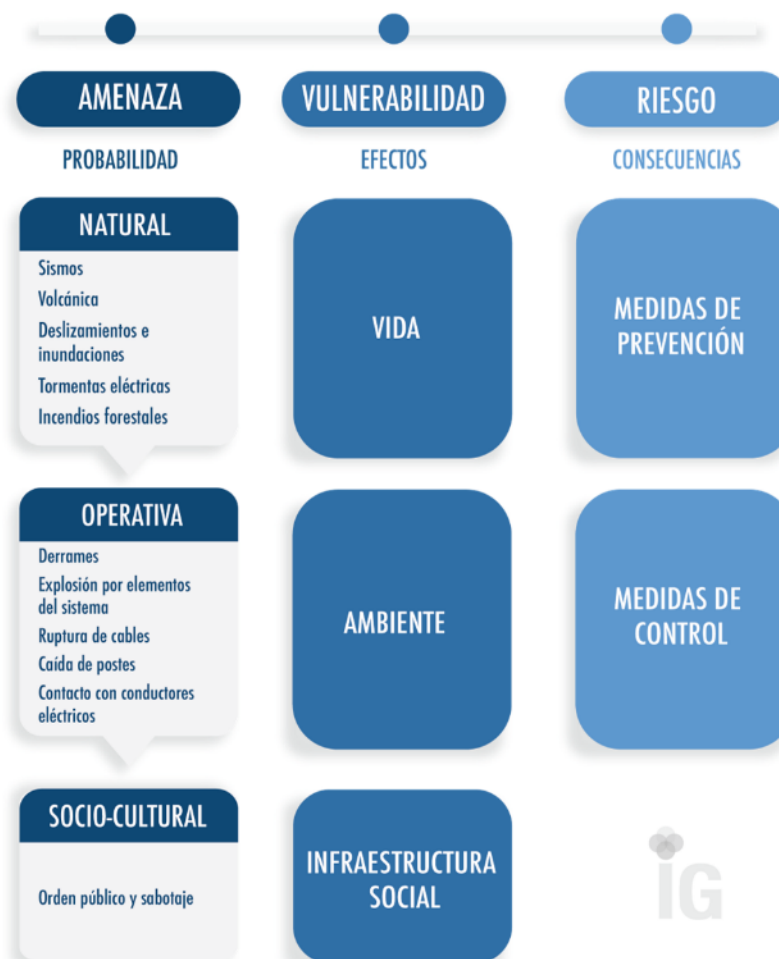 AMENAZA
VULNERABILIDAD
RIESGO
PROBABILIDAD
EFECTOS
CONSECUENCIAS
NATURAL
Sismos
Volcánica
Deslizamientos e
inundaciones
Tormentas eléctricas
Incendios forestales
VIDA
MEDIDAS DE
PREVENCIÓN
OPERATIVA
Derrames
Explosión por elementos
del sistema
Ruptura de cables
Caída de postes
Contacto con conductores
eléctricos
AMBIENTE
MEDIDAS DE
CONTROL
SOCIO-CULTURAL
Orden público y sabotaje
INFRAESTRUCTURA
SOCIAL
IG